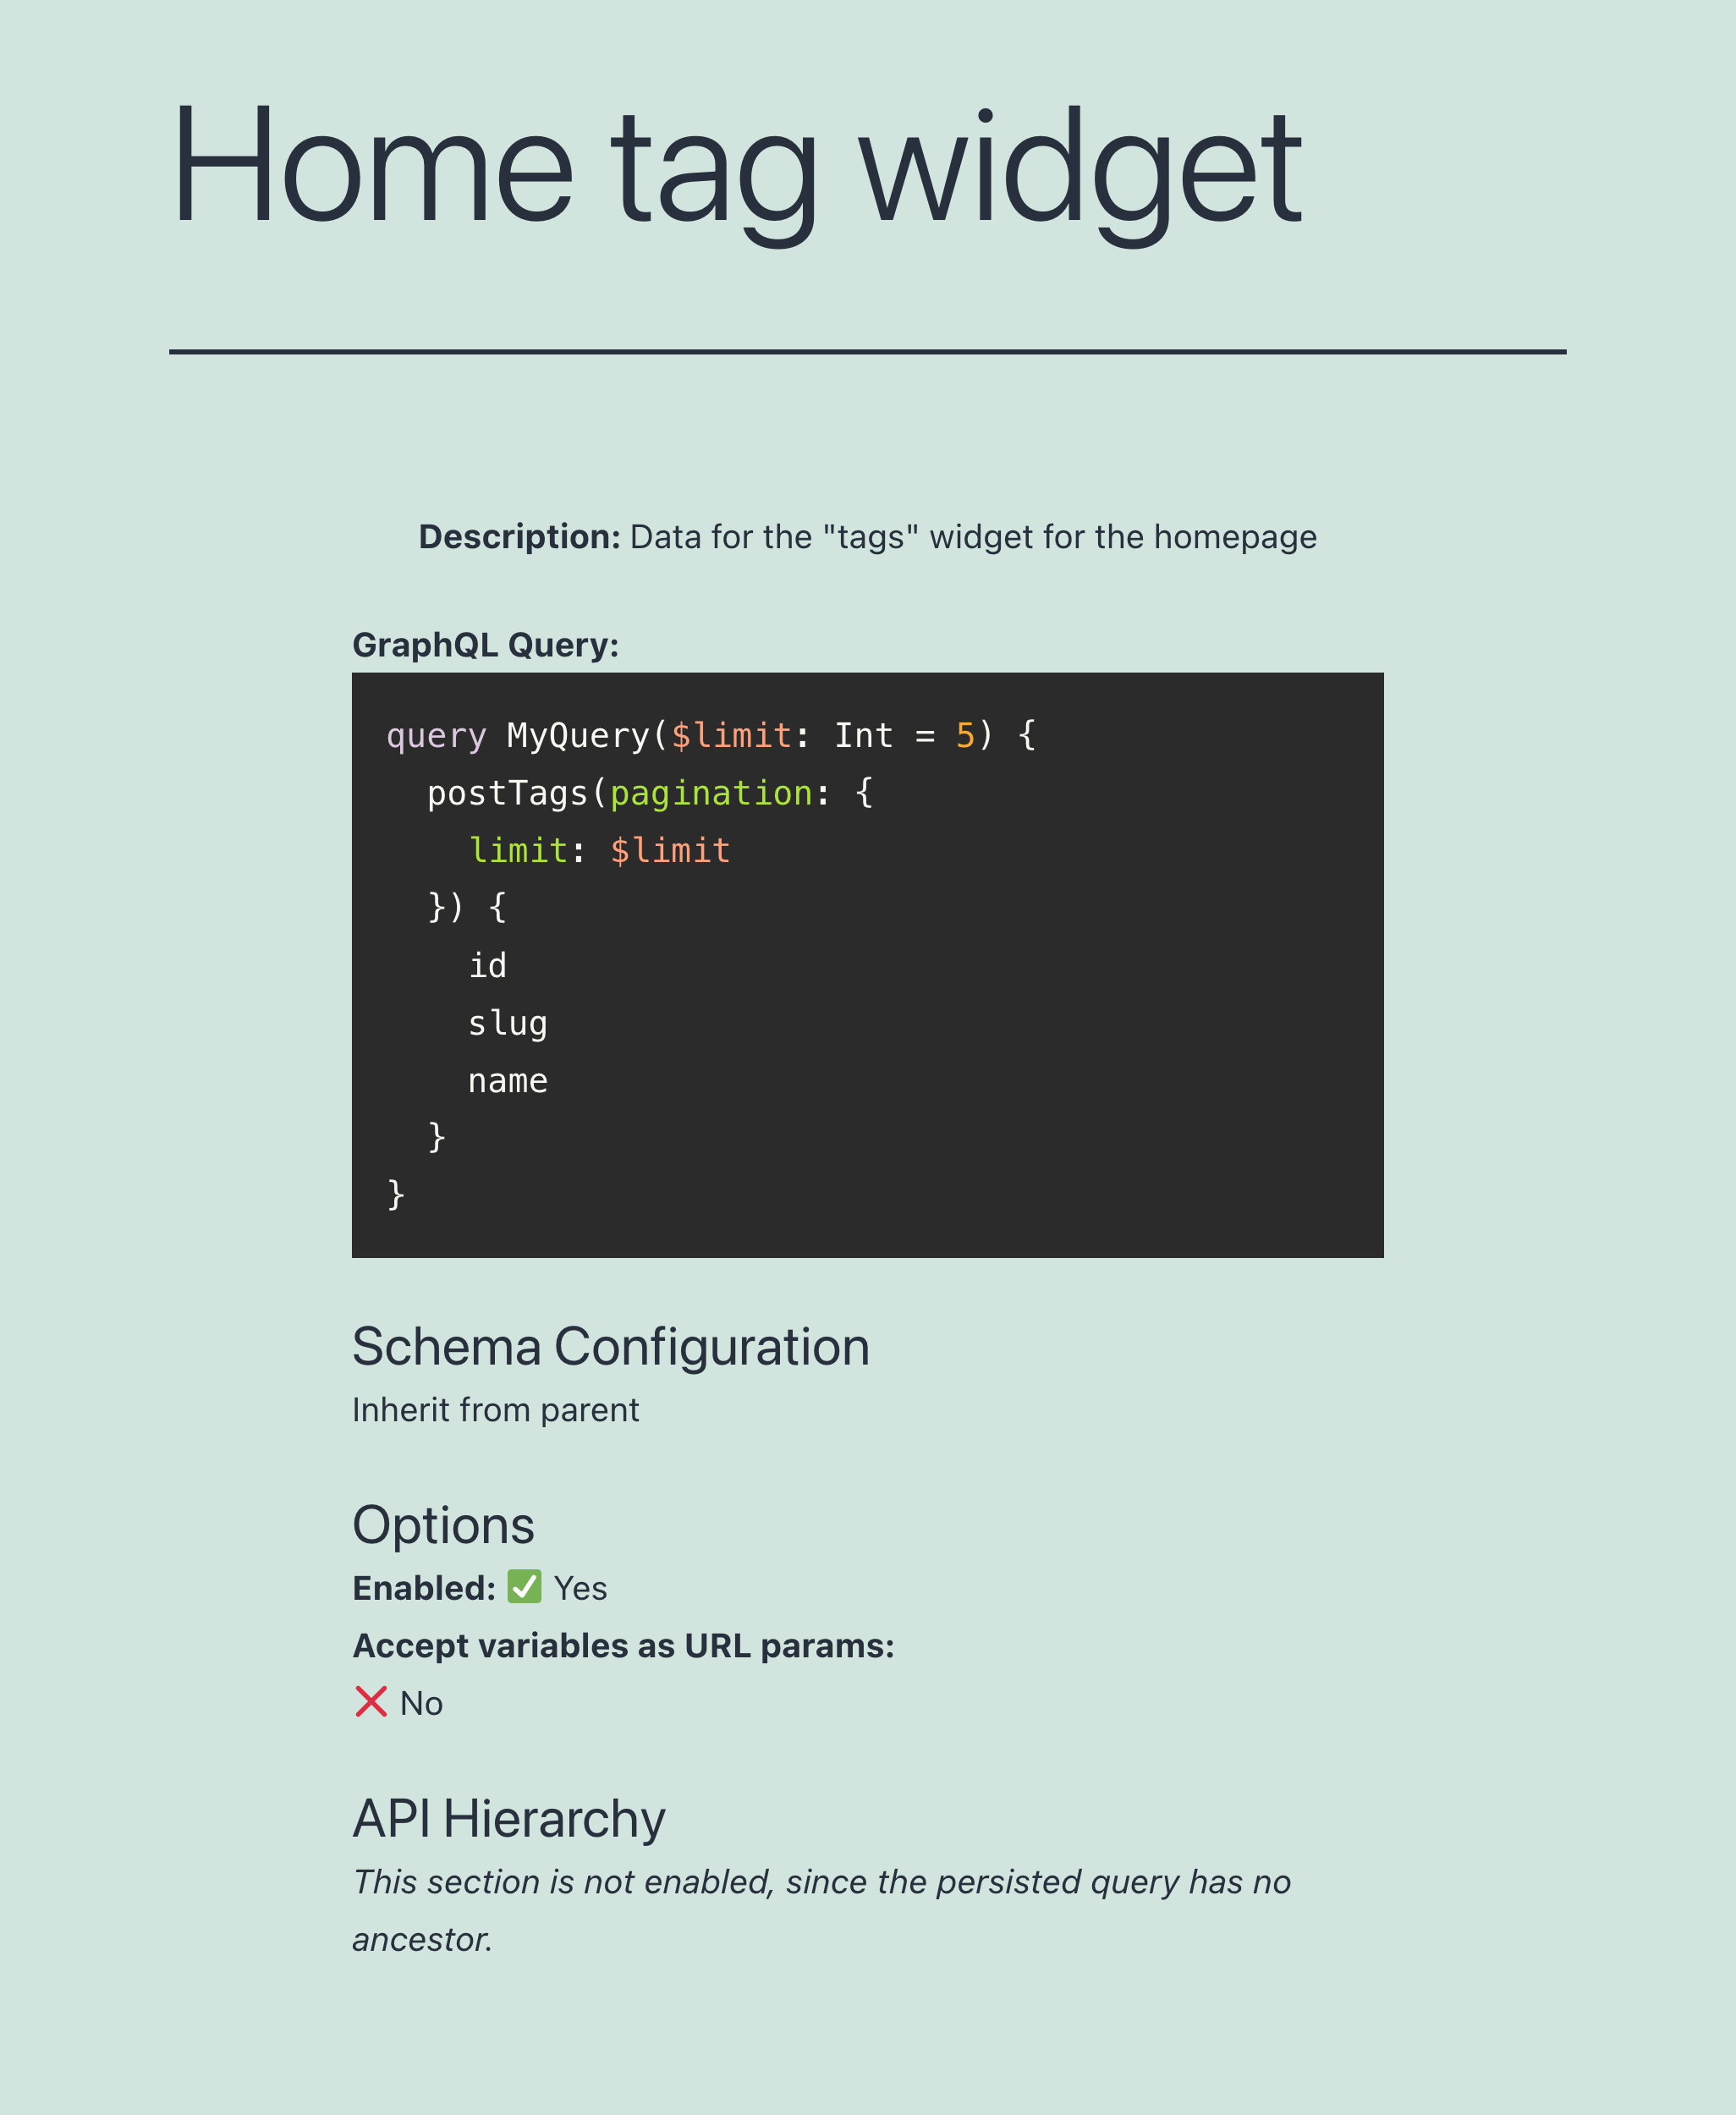 Home tag widget
Description: Data for the "tags" widget for the homepage
GraphQL Query:
query MyQuery($limit: Int = 5) {
  postTags(pagination: {
    limit: $limit
  }) {
    id
    slug
    name
  }
}
Schema Configuration
Inherit from parent
Options
Enabled: ✅ Yes
Accept variables as URL params:
❌ No
API Hierarchy
This section is not enabled, since the persisted query has no
ancestor.